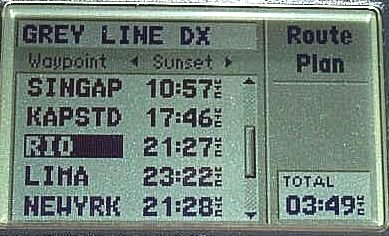 GREY LINE DX
Route
Plan
Waypoint Sunset
SINGAP 10:57
KAPSTD 17:46
RIO 21:27
LIMA 23:22
NEWYRK 21:28
TOTAL
03:49